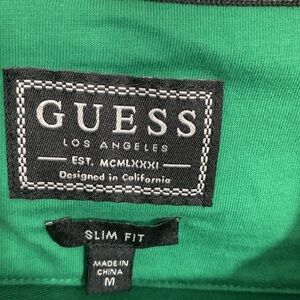 GUESS
LOS ANGELES
EST. MCMLXXXI
Designed in California
SLIM FIT
MADE IN
CHINA
M